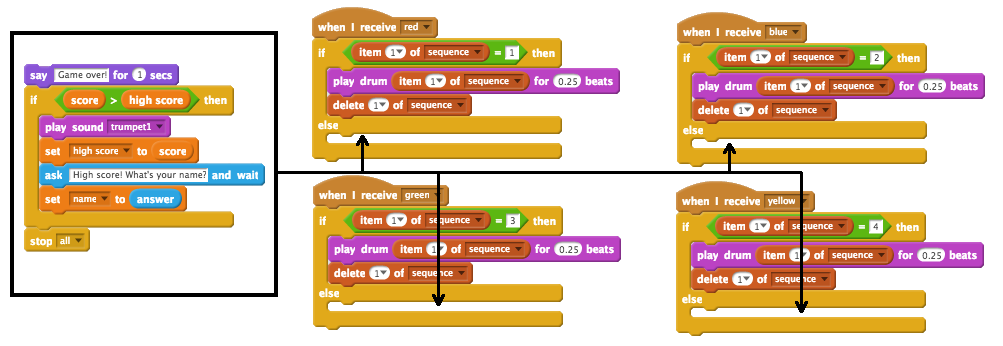 say Game over! for 1 secs
if score > high score then
play sound trumpet1
set high score to score
ask High score! What's your name? and wait
set name to answer
stop all
when I receive red
if item 1 of sequence = 1 then
play drum item 1 of sequence for 0.25 beats
delete 1 of sequence
else
when I receive blue
if item 1 of sequence = 2 then
play drum item 1 of sequence for 0.25 beats
delete 1 of sequence
else
when I receive green
if item 1 of sequence = 3 then
play drum item 1 of sequence for 0.25 beats
delete 1 of sequence
else
when I receive yellow
if item 1 of sequence = 4 then
play drum item 1 of sequence for 0.25 beats
delete 1 of sequence
else